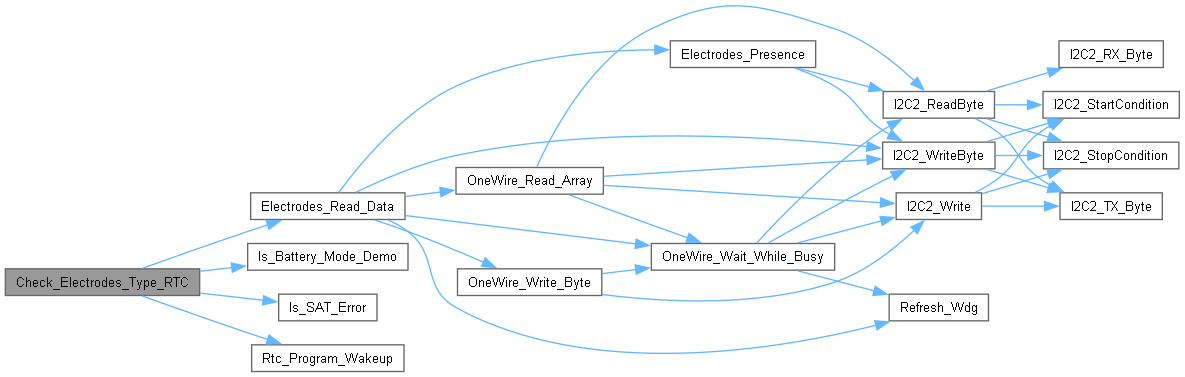 Check_Electrodes_Type_RTC
Electrodes_Read_Data
Is_Battery_Mode_Demo
Is_SAT_Error
Rtc_Program_Wakeup
Electrodes_Presence
OneWire_Read_Array
OneWire_Wait_While_Busy
OneWire_Write_Byte
I2C2_ReadByte
I2C2_WriteByte
I2C2_Write
Refresh_Wdg
I2C2_RX_Byte
I2C2_StartCondition
I2C2_StopCondition
I2C2_TX_Byte